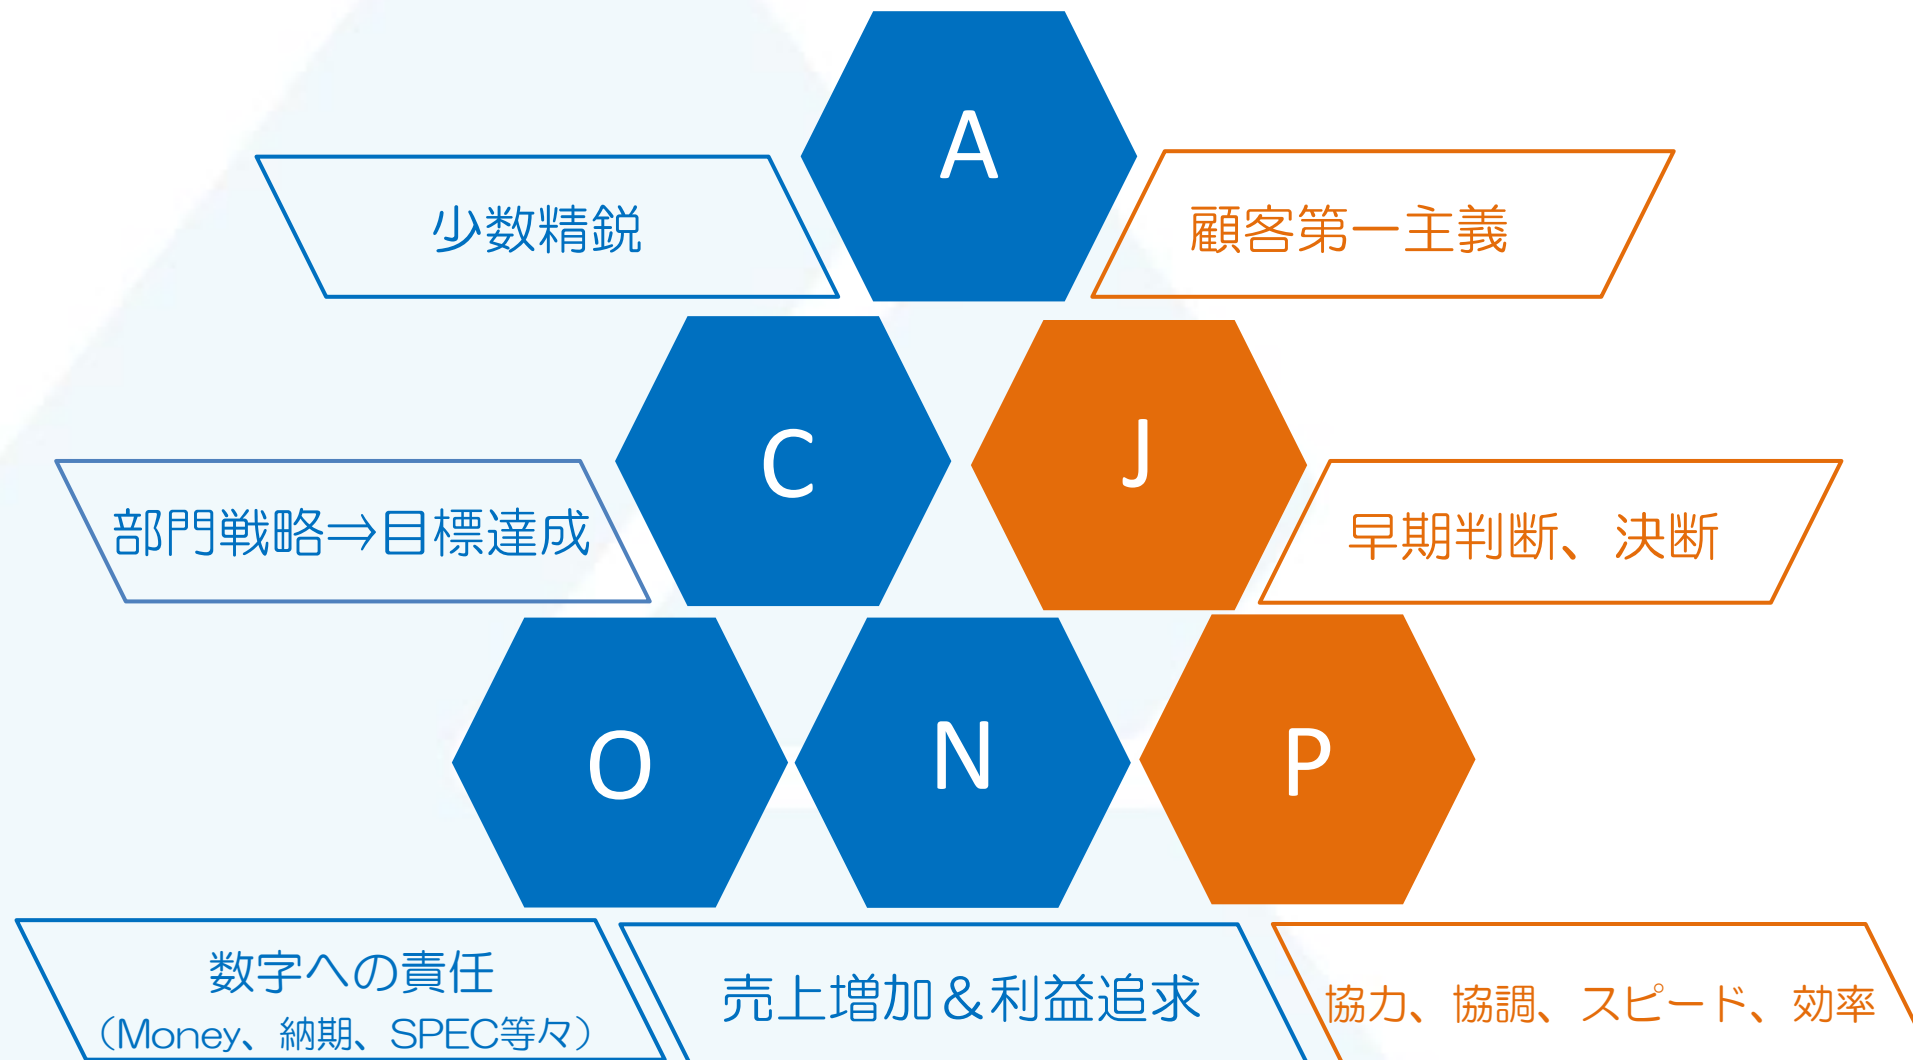 A
少数精鋭
顧客第一主義
C
J
部門戦略⇒目標達成
早期判断、決断
O
N
P
数字への責任
（Money、納期、SPEC等々）
売上増加＆利益追求
協力、協調、スピード、効率